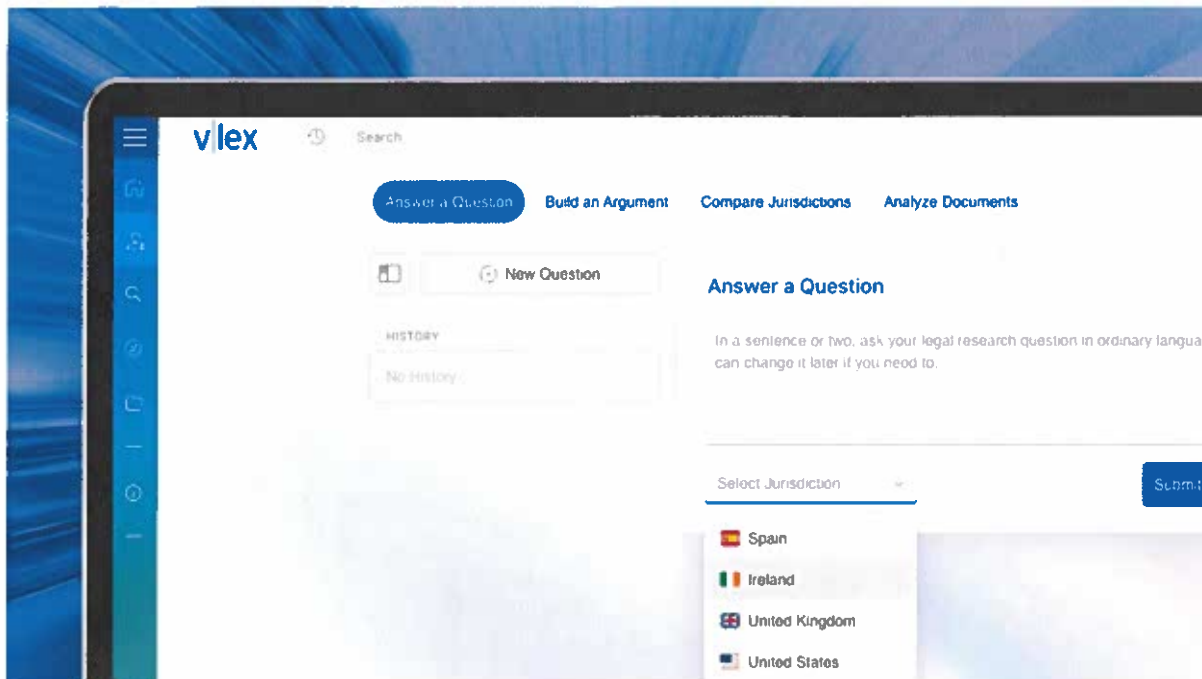 vlex
Search
Answer a Question
Build an Argument
Compare Jurisdictions
Analyze Documents
New Question
Answer a Question
HISTORY
In a sentence or two, ask your legal research question in ordinary
can change it later if you need to.
No History
Select Jurisdiction
Submit
Spain
Ireland
United Kingdom
United States